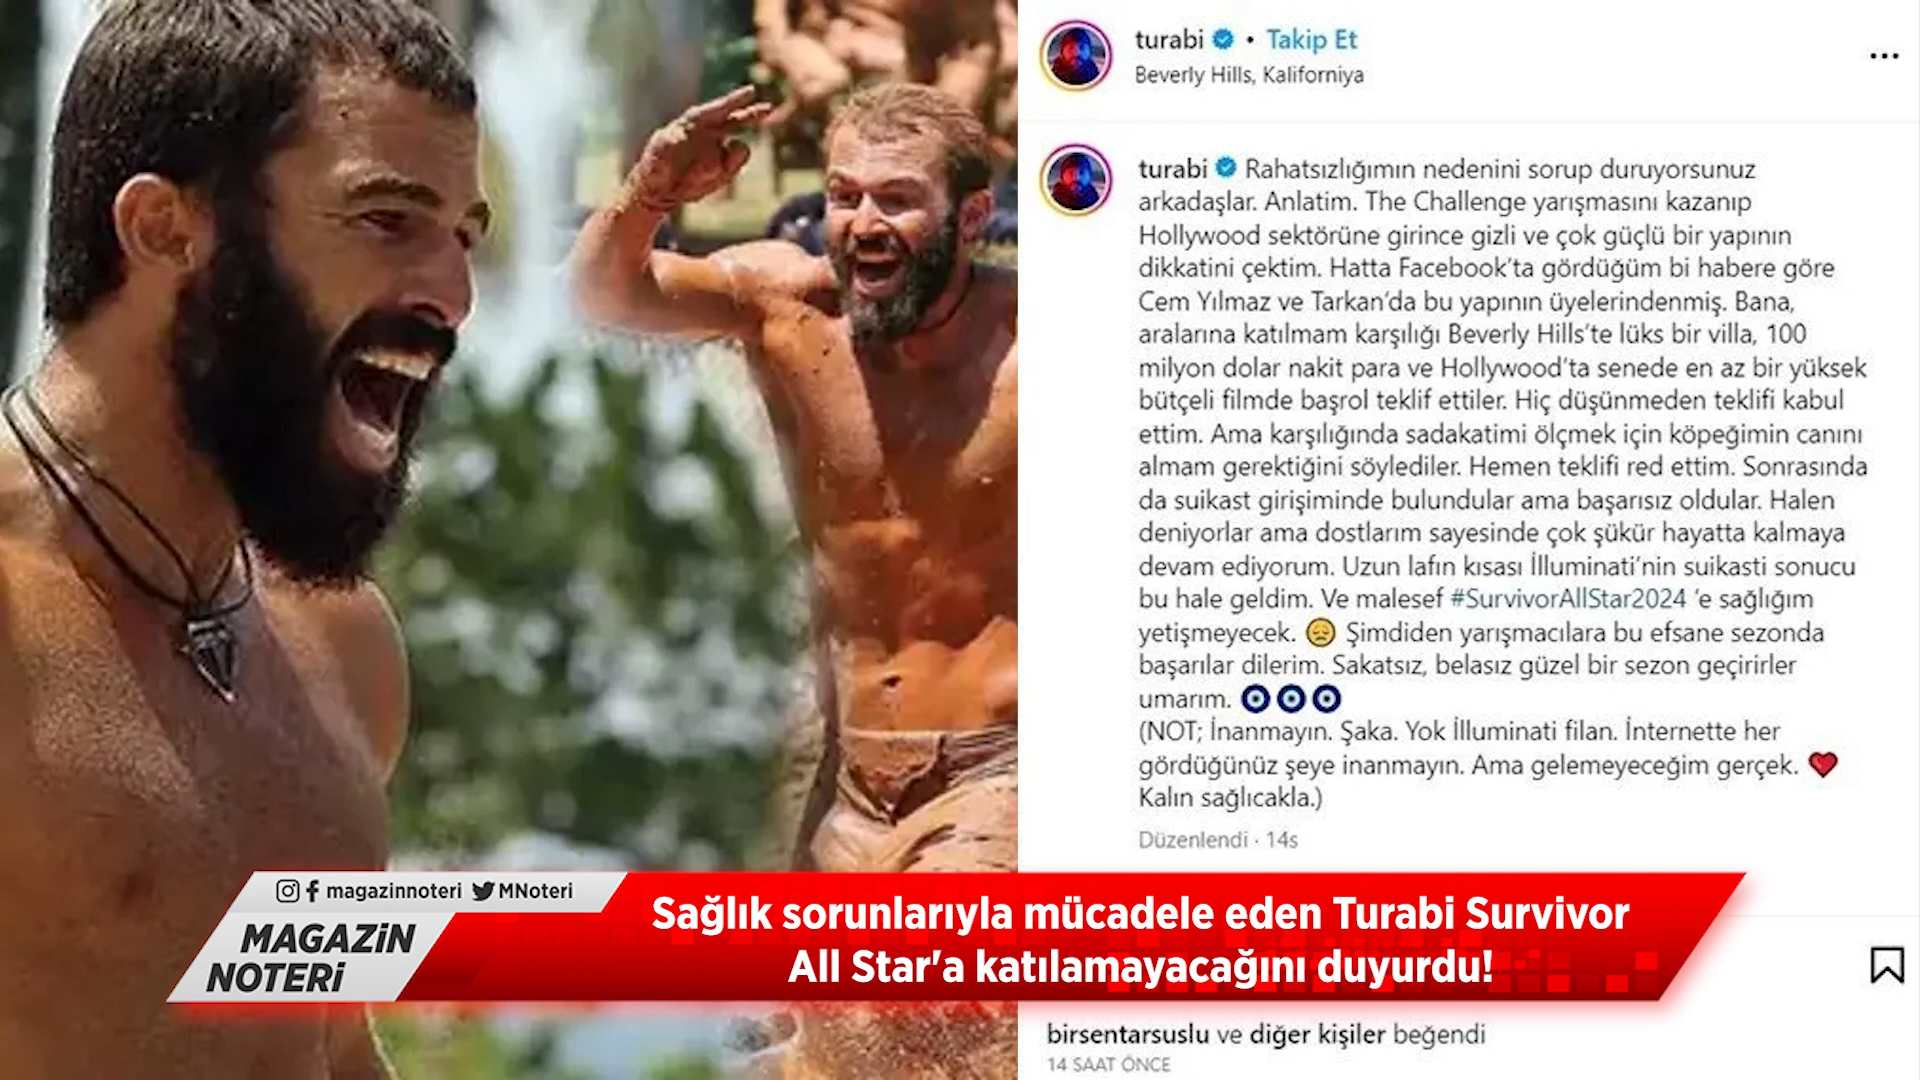 turabi • Takip Et
Beverly Hills, Kaliforniya
turabi Rahatsızlığımın nedenini sorup duruyorsunuz
arkadaşlar. Anlatim. The Challenge yarışmasını kazanıp
Hollywood sektörüne girince gizli ve çok güçlü bir yapının
dikkatini çektim. Hatta Facebook'ta gördüğüm bi habere göre
Cem Yılmaz ve Tarkan'da bu yapının üyelerindenmiş. Bana,
aralarına katılmam karşılığı Beverly Hills'te lüks bir villa, 100
milyon dolar nakit para ve Hollywood'ta senede en az bir yüksek
bütçeli filmde başrol teklif ettiler. Hiç düşünmeden teklifi kabul
ettim. Ama karşılığında sadakatimi ölçmek için köpeğimin canını
almam gerektiğini söylediler. Hemen teklifi red ettim. Sonrasında
da suikast girişiminde bulundular ama başarısız oldular. Halen
deniyorlar ama dostlarım sayesinde çok şükür hayatta kalmaya
devam ediyorum. Uzun lafın kısası İlluminati'nin suikasti sonucu
bu hale geldim. Ve malesef #SurvivorAllStar2024 'e sağlığım
yetişmeyecek. 😞 Şimdiden yarışmacılara bu efsane sezonda
başarılar dilerim. Sakatsız, belasız güzel bir sezon geçirirler
umarım. 🧿🧿🧿
(NOT; İnanmayın. Şaka. Yok İlluminati filan. İnternette her
gördüğünüz şeye inanmayın. Ama gelemeyeceğim gerçek. ❤️
Kalın sağlıcakla.)
Düzenlendi · 14s
magazinnoteri MNoteri
MAGAZiN
NOTERi
Sağlık sorunlarıyla mücadele eden Turabi Survivor
All Star'a katılamayacağını duyurdu!
birsentarsuslu ve diğer kişiler beğendi
14 SAAT ÖNCE